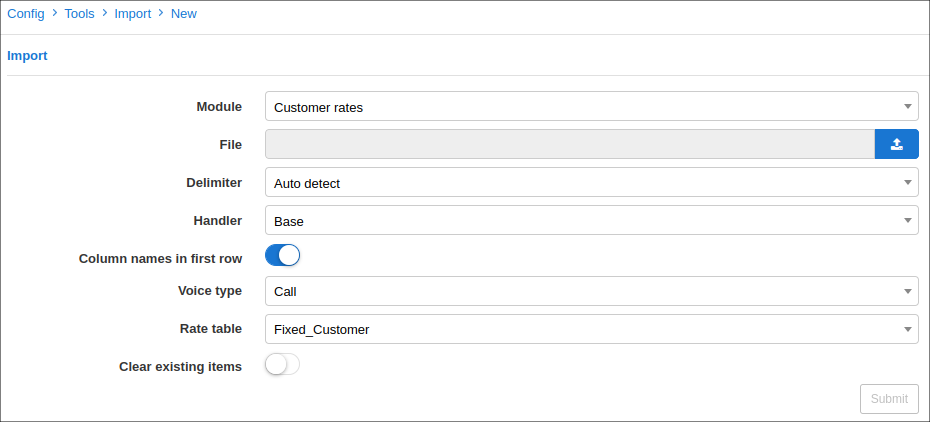 Config > Tools > Import > New
Import
Module Customer rates
File
Delimiter Auto detect
Handler Base
Column names in first row
Voice type Call
Rate table Fixed_Customer
Clear existing items
Submit